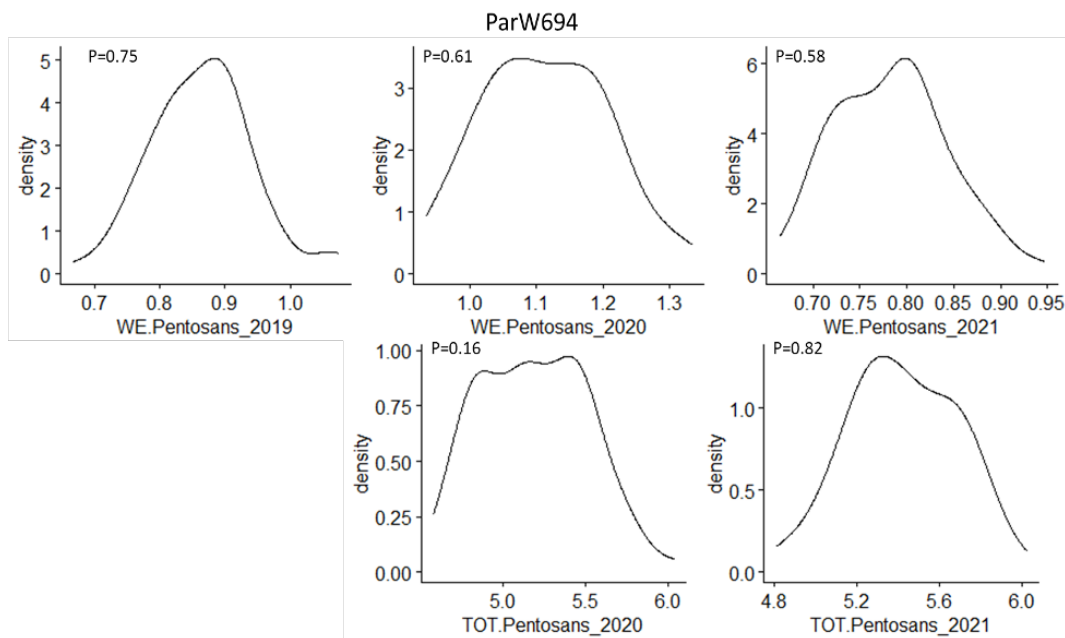 ParW694
P=0.75
density
5
4
3
2
1
0
0.7 0.8 0.9 1.0
WE.Pentosans_2019
P=0.61
density
3
2
1
0
1.0 1.1 1.2 1.3
WE.Pentosans_2020
P=0.58
density
6
4
2
0
0.70 0.75 0.80 0.85 0.90 0.95
WE.Pentosans_2021
P=0.16
density
1.00
0.75
0.50
0.25
0.00
5.0 5.5 6.0
TOT.Pentosans_2020
P=0.82
density
1.0
0.5
0.0
4.8 5.2 5.6 6.0
TOT.Pentosans_2021